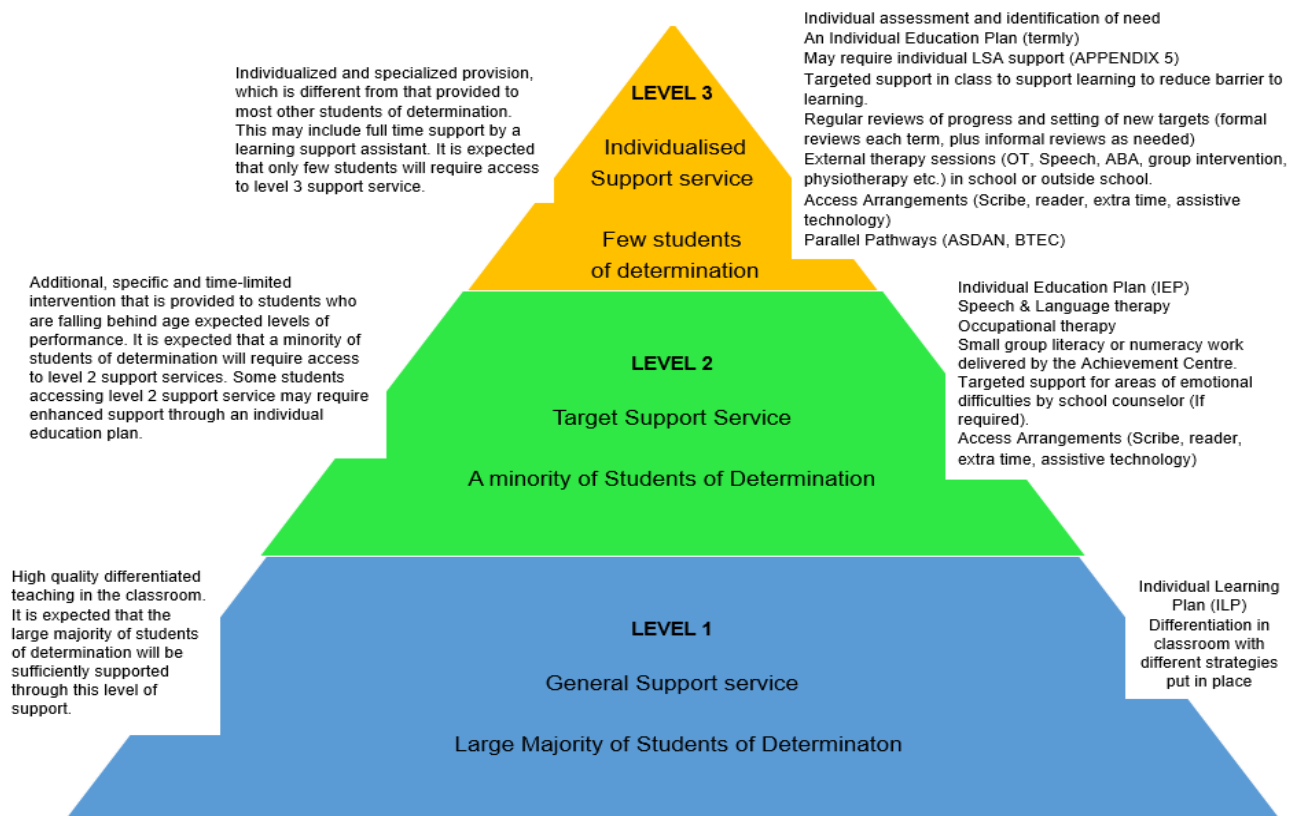 Individualized and specialized provision,
which is different from that provided to
most other students of determination.
This may include full time support by a
learning support assistant. It is expected
that only few students will require access
to level 3 support service.
LEVEL 3
Individualised
Support service
Few students
of determination
Individual assessment and identification of need
An Individual Education Plan (termly)
May require individual LSA support (APPENDIX 5)
Targeted support in class to support learning to reduce barrier to
learning.
Regular reviews of progress and setting of new targets (formal
reviews each term, plus informal reviews as needed)
External therapy sessions (OT, Speech, ABA, group intervention,
physiotherapy etc.) in school or outside school.
Access Arrangements (Scribe, reader, extra time, assistive
technology)
Parallel Pathways (ASDAN, BTEC)
Additional, specific and time-limited
intervention that is provided to students who
are falling behind age expected levels of
performance. It is expected that a minority of
students of determination will require access
to level 2 support services. Some students
accessing level 2 support service may require
enhanced support through an individual
education plan.
LEVEL 2
Target Support Service
A minority of Students of Determination
Individual Education Plan (IEP)
Speech & Language therapy
Occupational therapy
Small group literacy or numeracy work
delivered by the Achievement Centre.
Targeted support for areas of emotional
difficulties by school counselor (If
required).
Access Arrangements (Scribe, reader,
extra time, assistive technology)
High quality differentiated
teaching in the classroom.
It is expected that the
large majority of students
of determination will be
sufficiently supported
through this level of
support.
LEVEL 1
General Support service
Large Majority of Students of Determinaton
Individual Learning
Plan (ILP)
Differentiation in
classroom with
different strategies
put in place